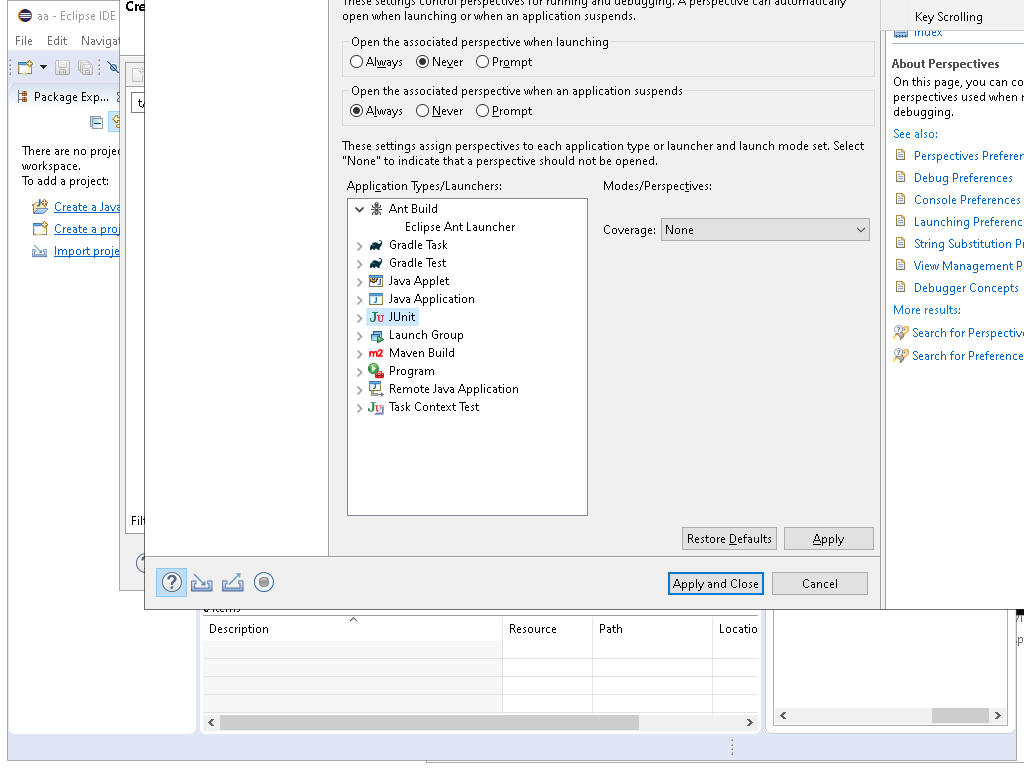 aa - Eclipse IDE
Cre
Key Scrolling
These settings control perspectives for running and debugging. A perspective can automatically
open when launching or when an application suspends.
File Edit Navigat
Index
Open the associated perspective when launching
Always Never Prompt
About Perspectives
On this page, you can co
perspectives used when r
debugging.
Open the associated perspective when an application suspends
Always Never Prompt
Package Exp...
See also:
There are no projec
workspace.
To add a project:
These settings assign perspectives to each application type or launcher and launch mode set. Select
"None" to indicate that a perspective should not be opened.
Perspectives Preferen
Debug Preferences
Console Preferences
Launching Preferenc
String Substitution Pr
View Management P
Debugger Concepts
More results:
Search for Perspectiv
Search for Preference
Create a Java
Create a proj
Import proje
Application Types/Launchers:
Modes/Perspectives:
Ant Build
Eclipse Ant Launcher
Coverage: None
Gradle Task
Gradle Test
Java Applet
Java Application
JUnit
Launch Group
Maven Build
Program
Remote Java Application
Task Context Test
Filt
Restore Defaults Apply
Apply and Close Cancel
Description Resource Path Locatio